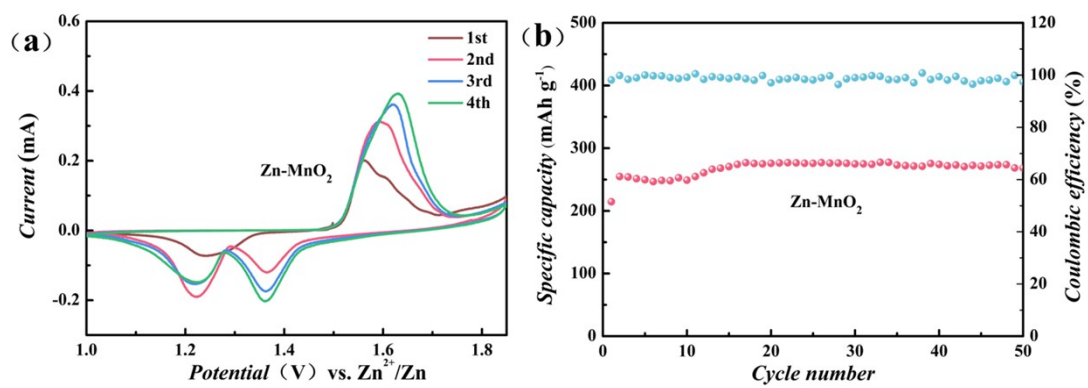 (a)
0.6
0.4
0.2
0.0
-0.2
Current (mA)
1st
2nd
3rd
4th
Zn-MnO₂
1.0
1.2
1.4
1.6
1.8
Potential（V）vs. Zn²⁺/Zn
(b)
500
400
300
250
200
100
0
Specific capacity (mAh g⁻¹)
Zn-MnO₂
120
100
80
60
40
20
0
Coulombic efficiency (%)
0
10
20
30
40
50
Cycle number